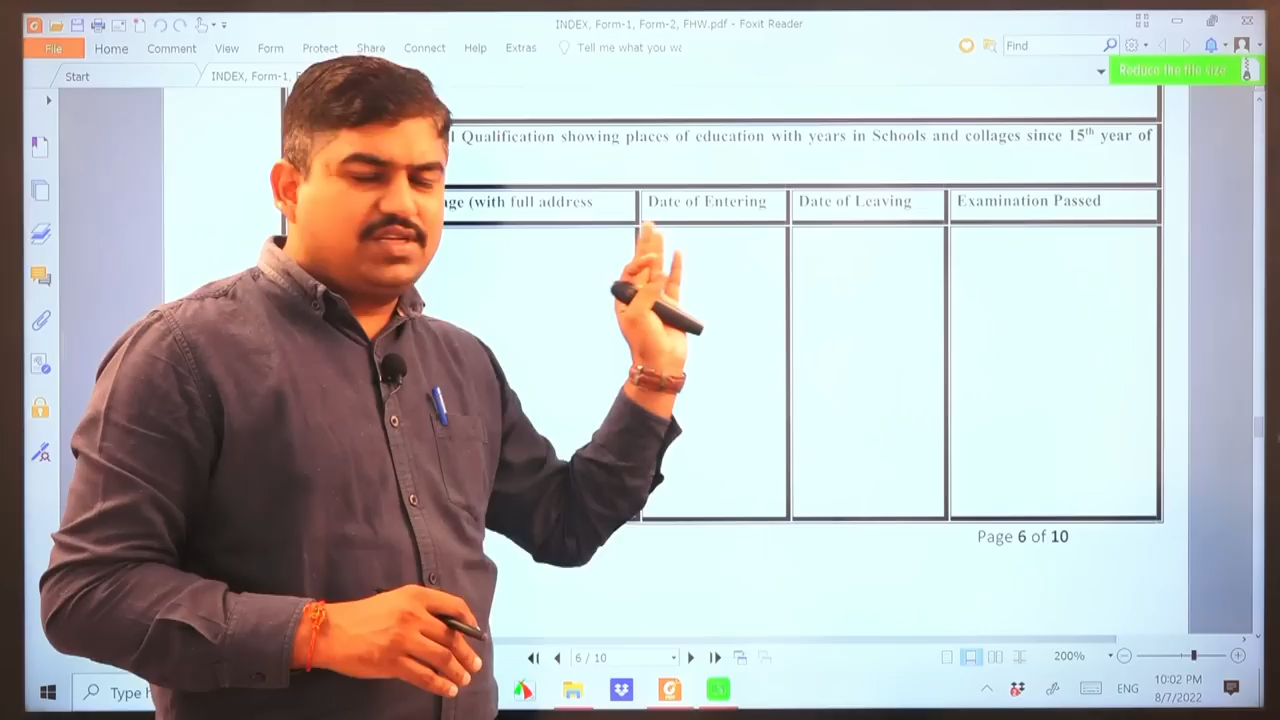 INDEX, Form-1, Form-2, FHW.pdf - Foxit Reader
File Home Comment View Form Protect Share Connect Help Extras Tell me what you wa Find
Start INDEX, Form-1, F Reduce the file size
l Qualification showing places of education with years in Schools and collages since 15th year of
ge (with full address Date of Entering Date of Leaving Examination Passed
Page 6 of 10
6 / 10 200%
Type h ENG 10:02 PM
8/7/2022